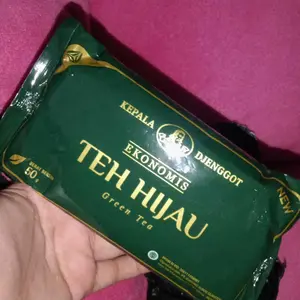 KEPALA DJENGGOT
EKONOMIS
TEH HIJAU
Green Tea
NEW
50 g